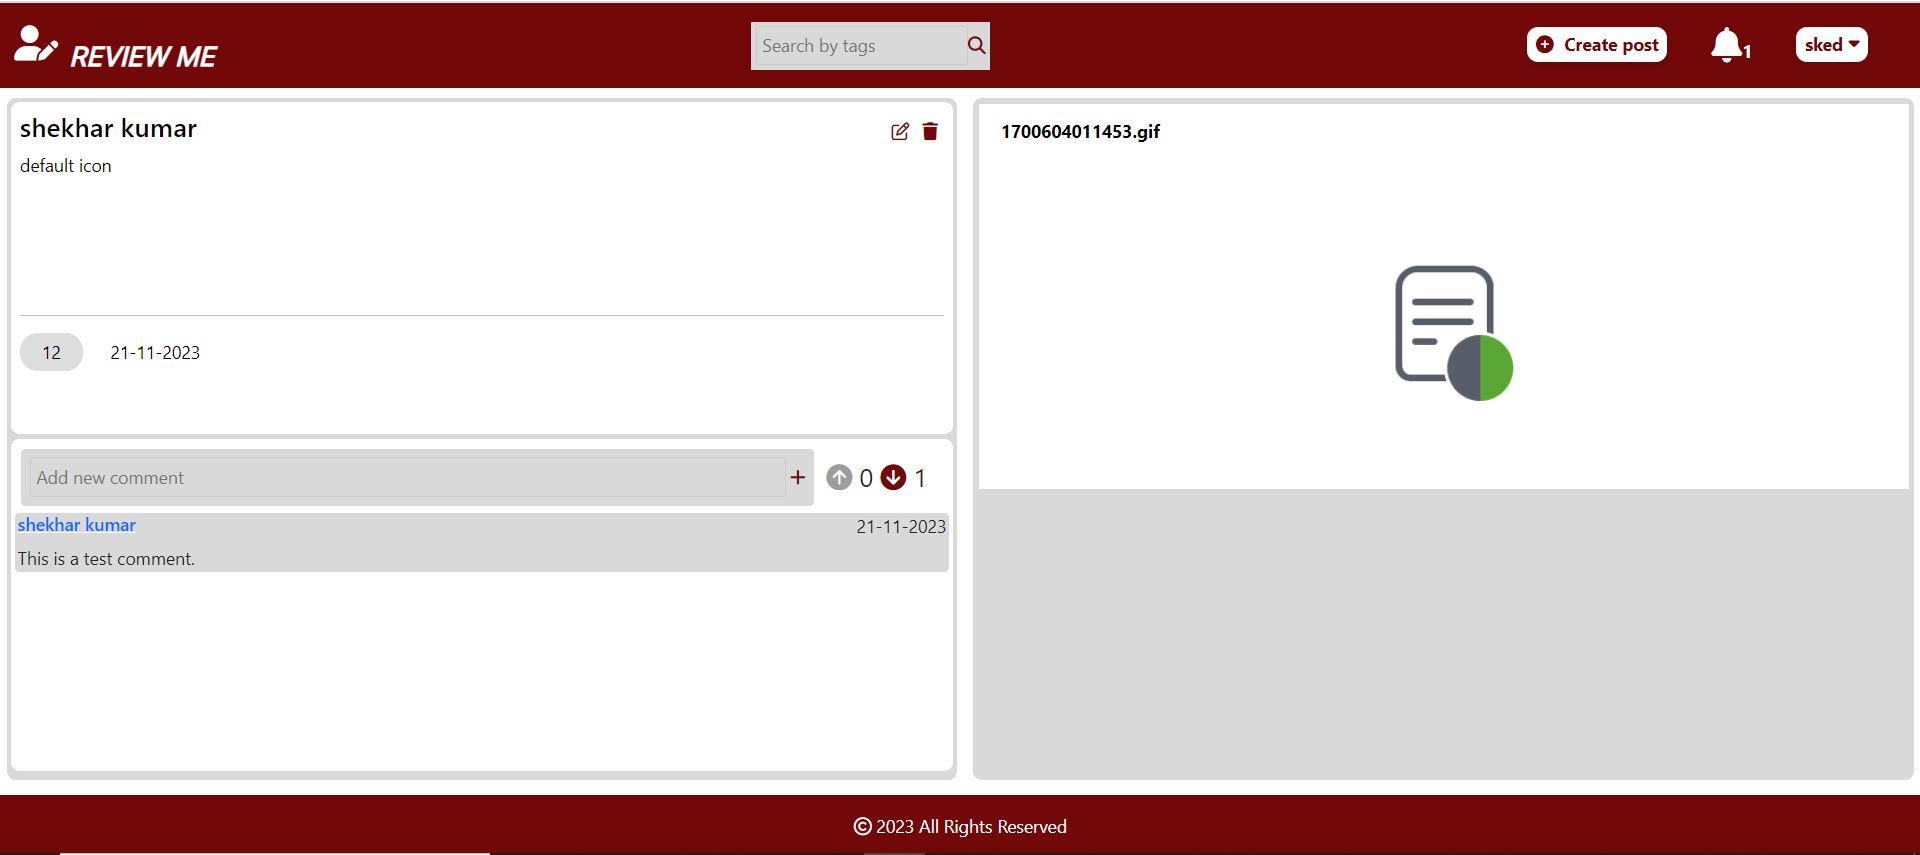 REVIEW ME
Search by tags
Create post
1
sked
shekhar kumar
default icon
12
21-11-2023
Add new comment
+
0
1
shekhar kumar
21-11-2023
This is a test comment.
1700604011453.gif
© 2023 All Rights Reserved